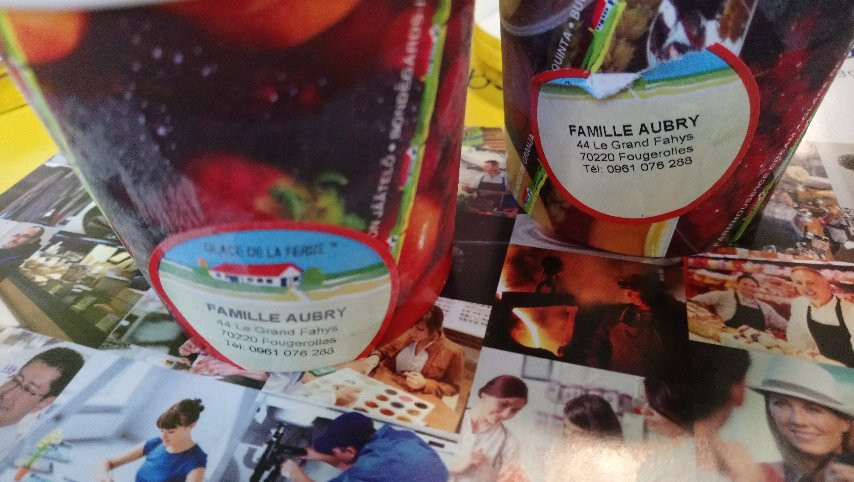 GLACE DE LA FERME
FAMILLE AUBRY
44 Le Grand Fahys
70220 Fougerolles
Tél: 0961 076 288
FAMILLE AUBRY
44 Le Grand Fahys
70220 Fougerolles
Tél: 0961 076 288